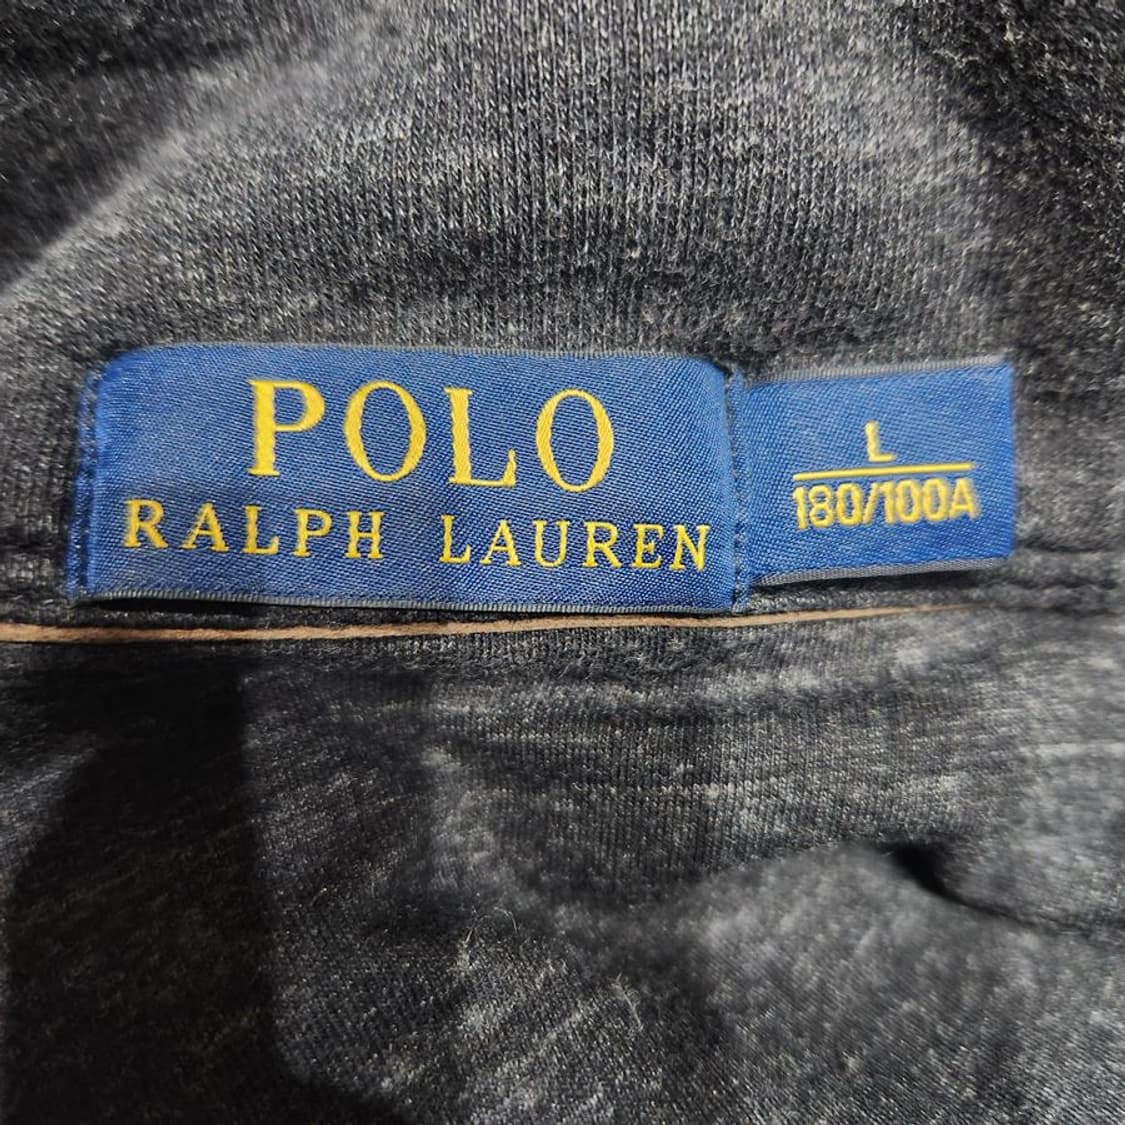 POLO
RALPH LAUREN
L
180/100A